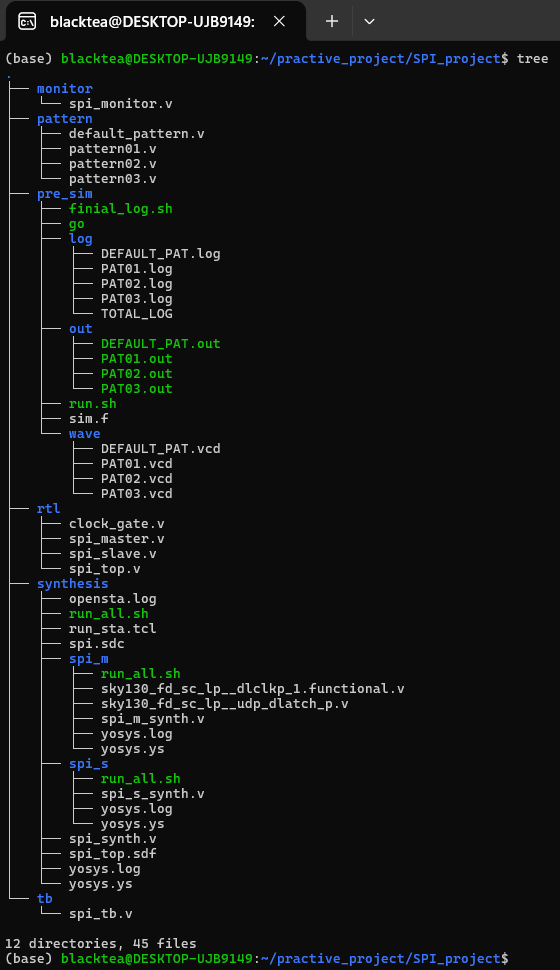 blacktea@DESKTOP-UJB9149:
(base) blacktea@DESKTOP-UJB9149:~/practive_project/SPI_project$ tree
.
├── monitor
│   └── spi_monitor.v
├── pattern
│   ├── default_pattern.v
│   ├── pattern01.v
│   ├── pattern02.v
│   └── pattern03.v
├── pre_sim
│   ├── finial_log.sh
│   ├── go
│   ├── log
│   │   ├── DEFAULT_PAT.log
│   │   ├── PAT01.log
│   │   ├── PAT02.log
│   │   ├── PAT03.log
│   │   └── TOTAL_LOG
│   ├── out
│   │   ├── DEFAULT_PAT.out
│   │   ├── PAT01.out
│   │   ├── PAT02.out
│   │   └── PAT03.out
│   ├── run.sh
│   ├── sim.f
│   └── wave
│       ├── DEFAULT_PAT.vcd
│       ├── PAT01.vcd
│       ├── PAT02.vcd
│       └── PAT03.vcd
├── rtl
│   ├── clock_gate.v
│   ├── spi_master.v
│   ├── spi_slave.v
│   └── spi_top.v
├── synthesis
│   ├── opensta.log
│   ├── run_all.sh
│   ├── run_sta.tcl
│   ├── spi.sdc
│   ├── spi_m
│   │   ├── run_all.sh
│   │   ├── sky130_fd_sc_lp__dlclkp_1.functional.v
│   │   ├── sky130_fd_sc_lp__udp_dlatch_p.v
│   │   ├── spi_m_synth.v
│   │   ├── yosys.log
│   │   └── yosys.ys
│   ├── spi_s
│   │   ├── run_all.sh
│   │   ├── spi_s_synth.v
│   │   ├── yosys.log
│   │   └── yosys.ys
│   ├── spi_synth.v
│   ├── spi_top.sdf
│   ├── yosys.log
│   └── yosys.ys
└── tb
    └── spi_tb.v
12 directories, 45 files
(base) blacktea@DESKTOP-UJB9149:~/practive_project/SPI_project$